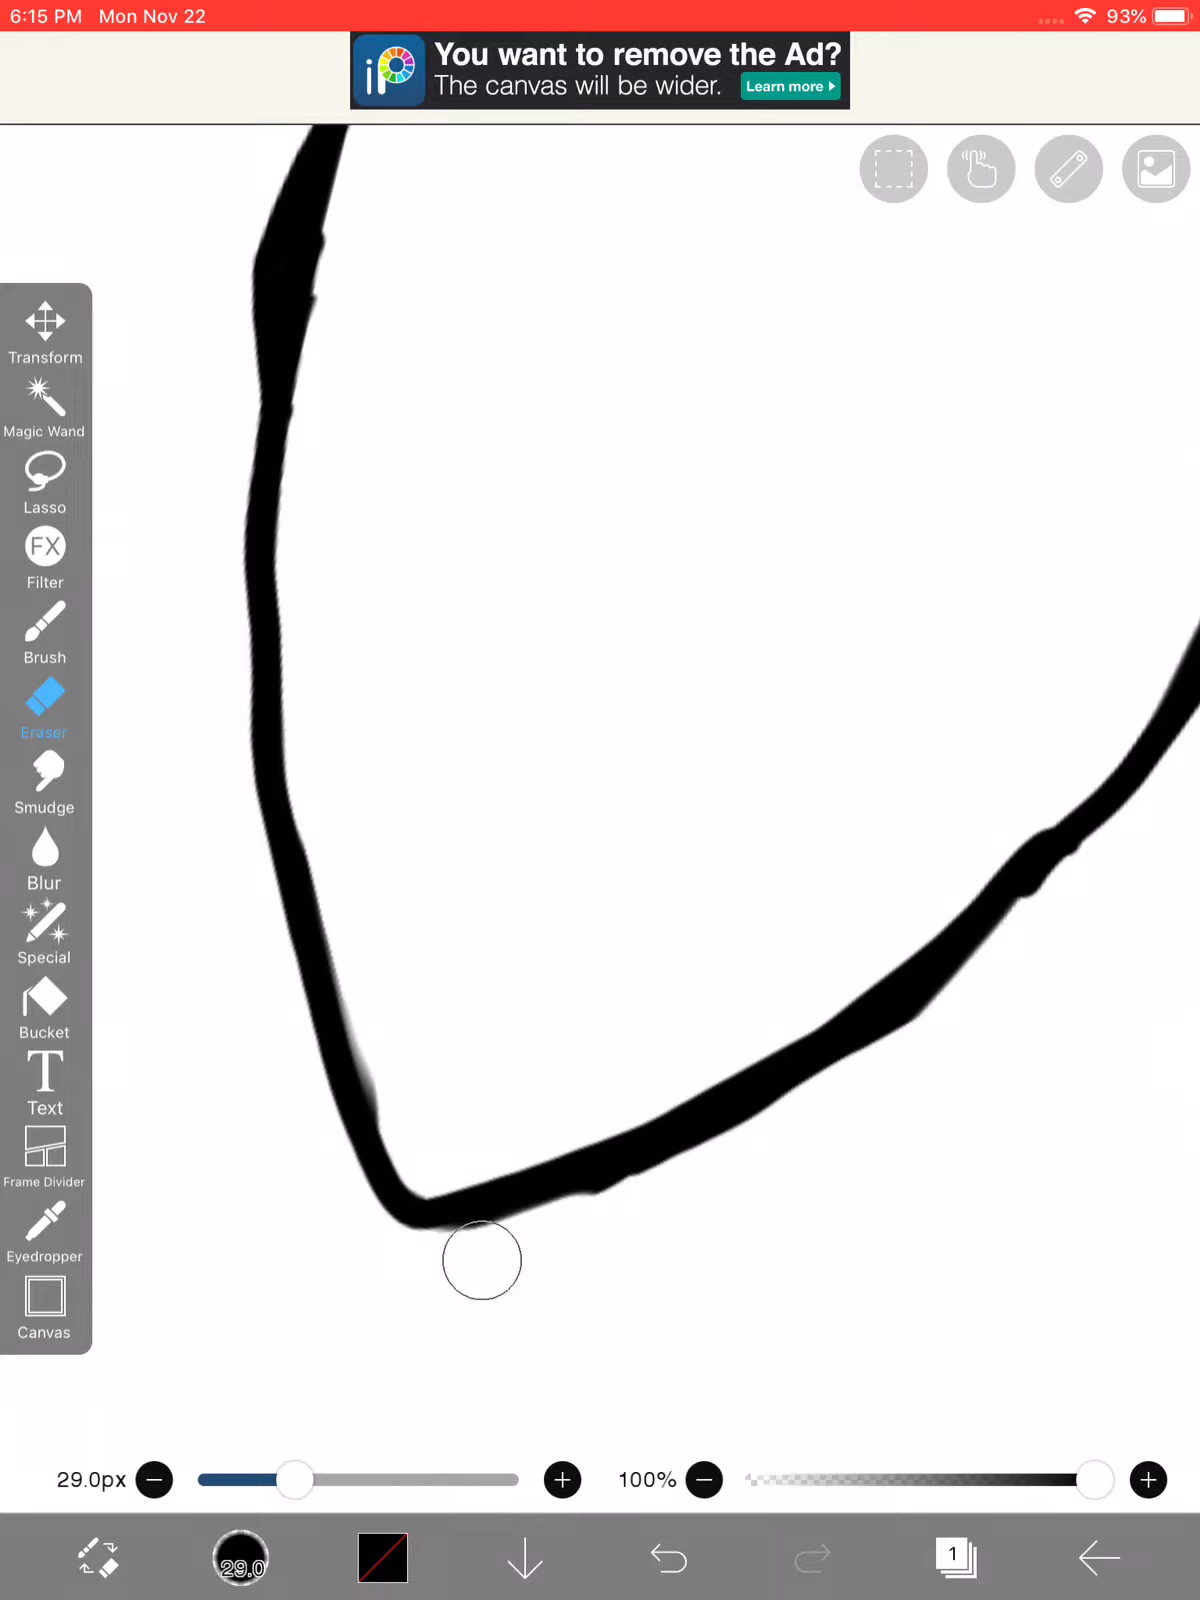 6:15 PM Mon Nov 22
93%
iP
You want to remove the Ad?
The canvas will be wider.
Learn more
Transform
Magic Wand
Lasso
FX
Filter
Brush
Eraser
Smudge
Blur
Special
Bucket
T
Text
Frame Divider
Eyedropper
Canvas
29.0px
100%
29.0
1